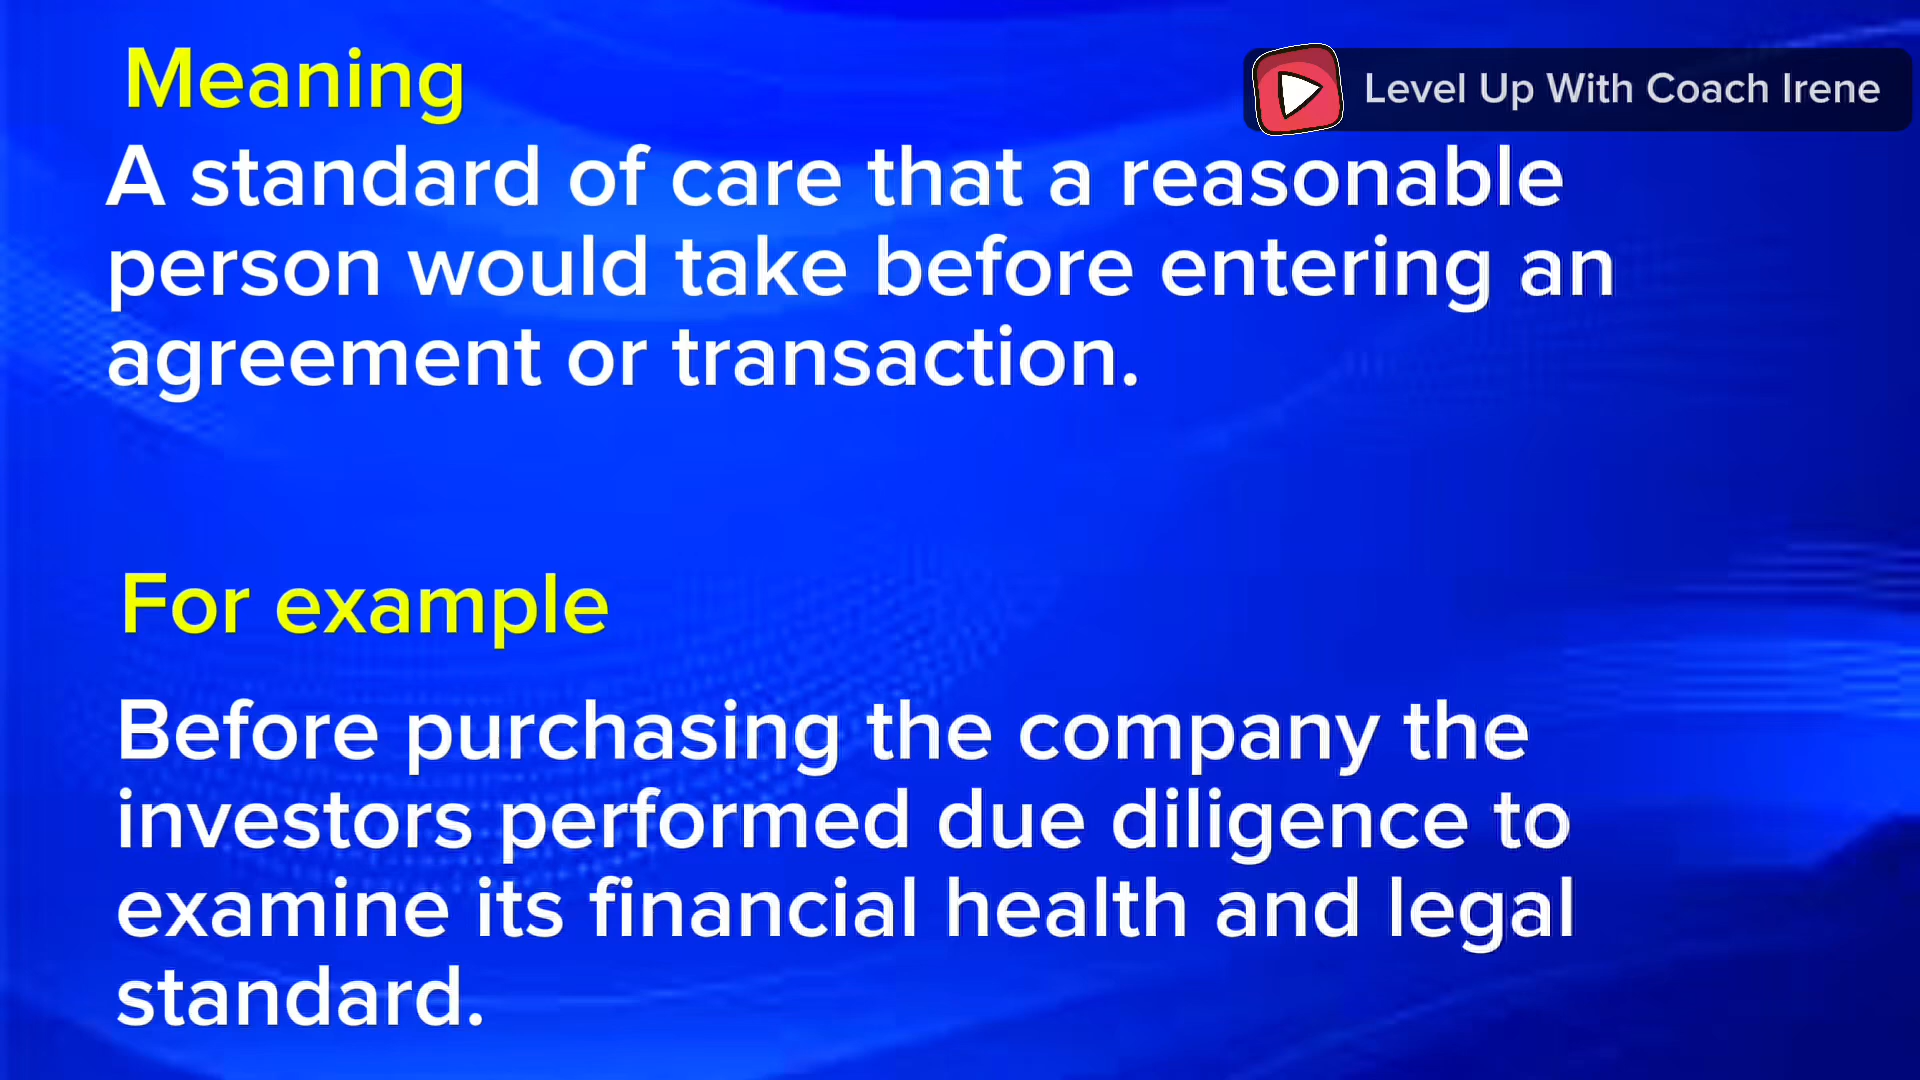 Meaning
Level Up With Coach Irene
A standard of care that a reasonable
person would take before entering an
agreement or transaction.
For example
Before purchasing the company the
investors performed due diligence to
examine its financial health and legal
standard.